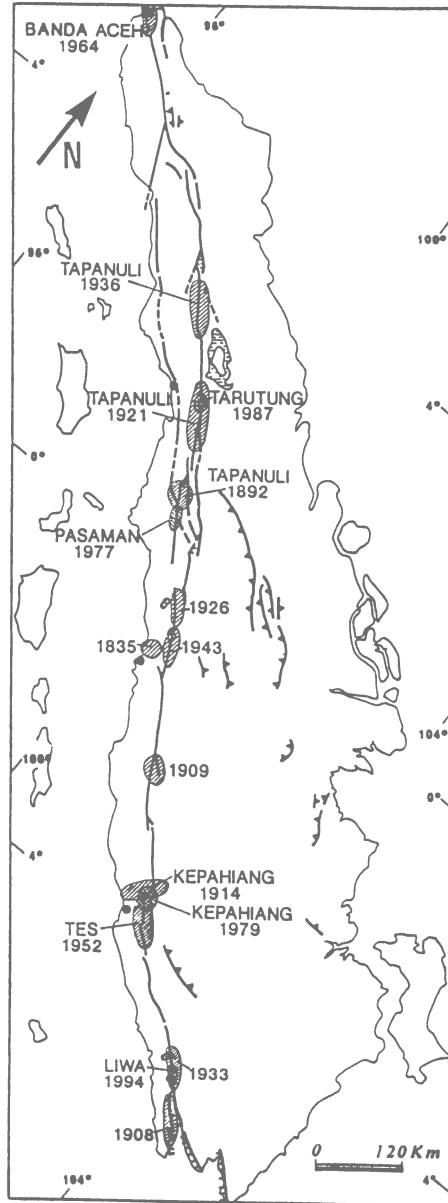 96°
BANDA ACEH
1964
4°
N
96°
100°
TAPANULI
1936
TAPANULI
1921
TARUTUNG
1987
4°
0°
TAPANULI
1892
PASAMAN
1977
1926
1835
1943
104°
100°
1909
0°
4°
KEPAHIANG
1914
KEPAHIANG
1979
TES
1952
LIWA
1994
1933
1908
0 120 Km
104°
4°